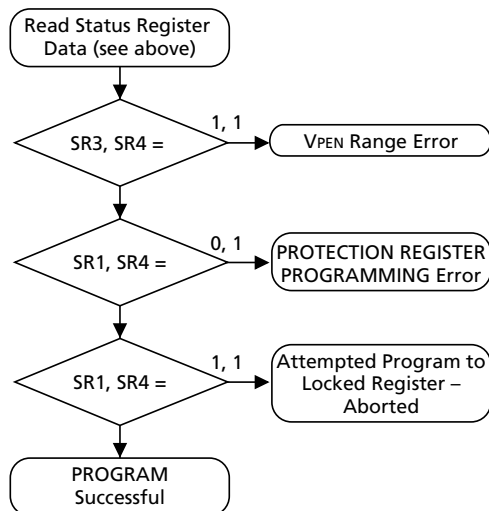 Read Status Register
Data (see above)
1, 1
SR3, SR4 =
VPEN Range Error
0, 1
SR1, SR4 =
PROTECTION REGISTER
PROGRAMMING Error
1, 1
SR1, SR4 =
Attempted Program to
Locked Register –
Aborted
PROGRAM
Successful